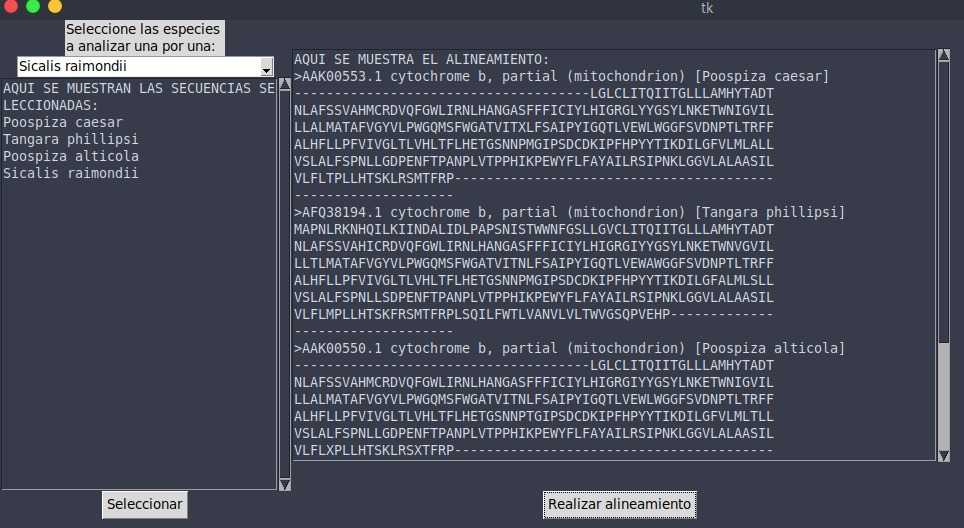 tk
Seleccione las especies
a analizar una por una:
Sicalis raimondii
AQUI SE MUESTRAN LAS SECUENCIAS SE
LECCIONADAS:
Poospiza caesar
Tangara phillipsi
Poospiza alticola
Sicalis raimondii
Seleccionar
AQUI SE MUESTRA EL ALINEAMIENTO:
>AAK00553.1 cytochrome b, partial (mitochondrion) [Poospiza caesar]
-------------------------------------LGLCLITQIITGLLLAMHYTADT
NLAFSSVAHMCRDVQFGWLIRNLHANGASFFFICIYLHIGRGLYYGSYLNKETWNIGVIL
LLALMATAFVGYVLPWGQMSFWGATVITXLFSAIPYIGQTLVEWLWGGFSVDNPTLTRFF
ALHFLLPFVIVGLTLVHLTFLHETGSNNPMGIPSDCDKIPFHPYYTIKDILGFVLMLALL
VSLALFSPNLLGDPENFTPANPLVTPPHIKPEWYFLFAYAILRSIPNKLGGVLALAASIL
VLFLTPLLHTSKLRSMTFRP----------------------------------------
--------------------
>AFQ38194.1 cytochrome b, partial (mitochondrion) [Tangara phillipsi]
MAPNLRKNHQILKIINDALIDLPAPSNISTWWNFGSLLGVCLITQIITGLLLAMHYTADT
NLAFSSVAHICRDVQFGWLIRNLHANGASFFFICIYLHIGRGIYYGSYLNKETWNVGVIL
LLTLMATAFVGYVLPWGQMSFWGATVITNLFSAIPYIGQTLVEWAWGGFSVDNPTLTRFF
ALHFLLPFVIVGLTLVHLTFLHETGSNNPMGIPSDCDKIPFHPYYTIKDILGFALMLSLL
VSLALFSPNLLSDPENFTPANPLVTPPHIKPEWYFLFAYAILRSIPNKLGGVLALAASIL
VLFLMPLLHTSKFRSMTFRPLSQILFWTLVANVLVLTWVGSQPVEHP-------------
--------------------
>AAK00550.1 cytochrome b, partial (mitochondrion) [Poospiza alticola]
-------------------------------------LGLCLITQIITGLLLAMHYTADT
NLAFSSVAHMCRDVQFGWLIRNLHANGASFFFICIYLHIGRGIYYGSYLNKETWNIGVIL
LLALMATAFVGYVLPWGQMSFWGATVITNLFSAIPYIGQTLVEWLWGGFSVDNPTLTRFF
ALHFLLPFVIVGLTLVHLTFLHETGSNNPTGIPSDCDKIPFHPYYTIKDILGFVLMLTLL
VSLALFSPNLLGDPENFTPANPLVTPPHIKPEWYFLFAYAILRSIPNKLGGVLALAASIL
VLFLXPLLHTSKLRSXTFRP----------------------------------------
Realizar alineamiento